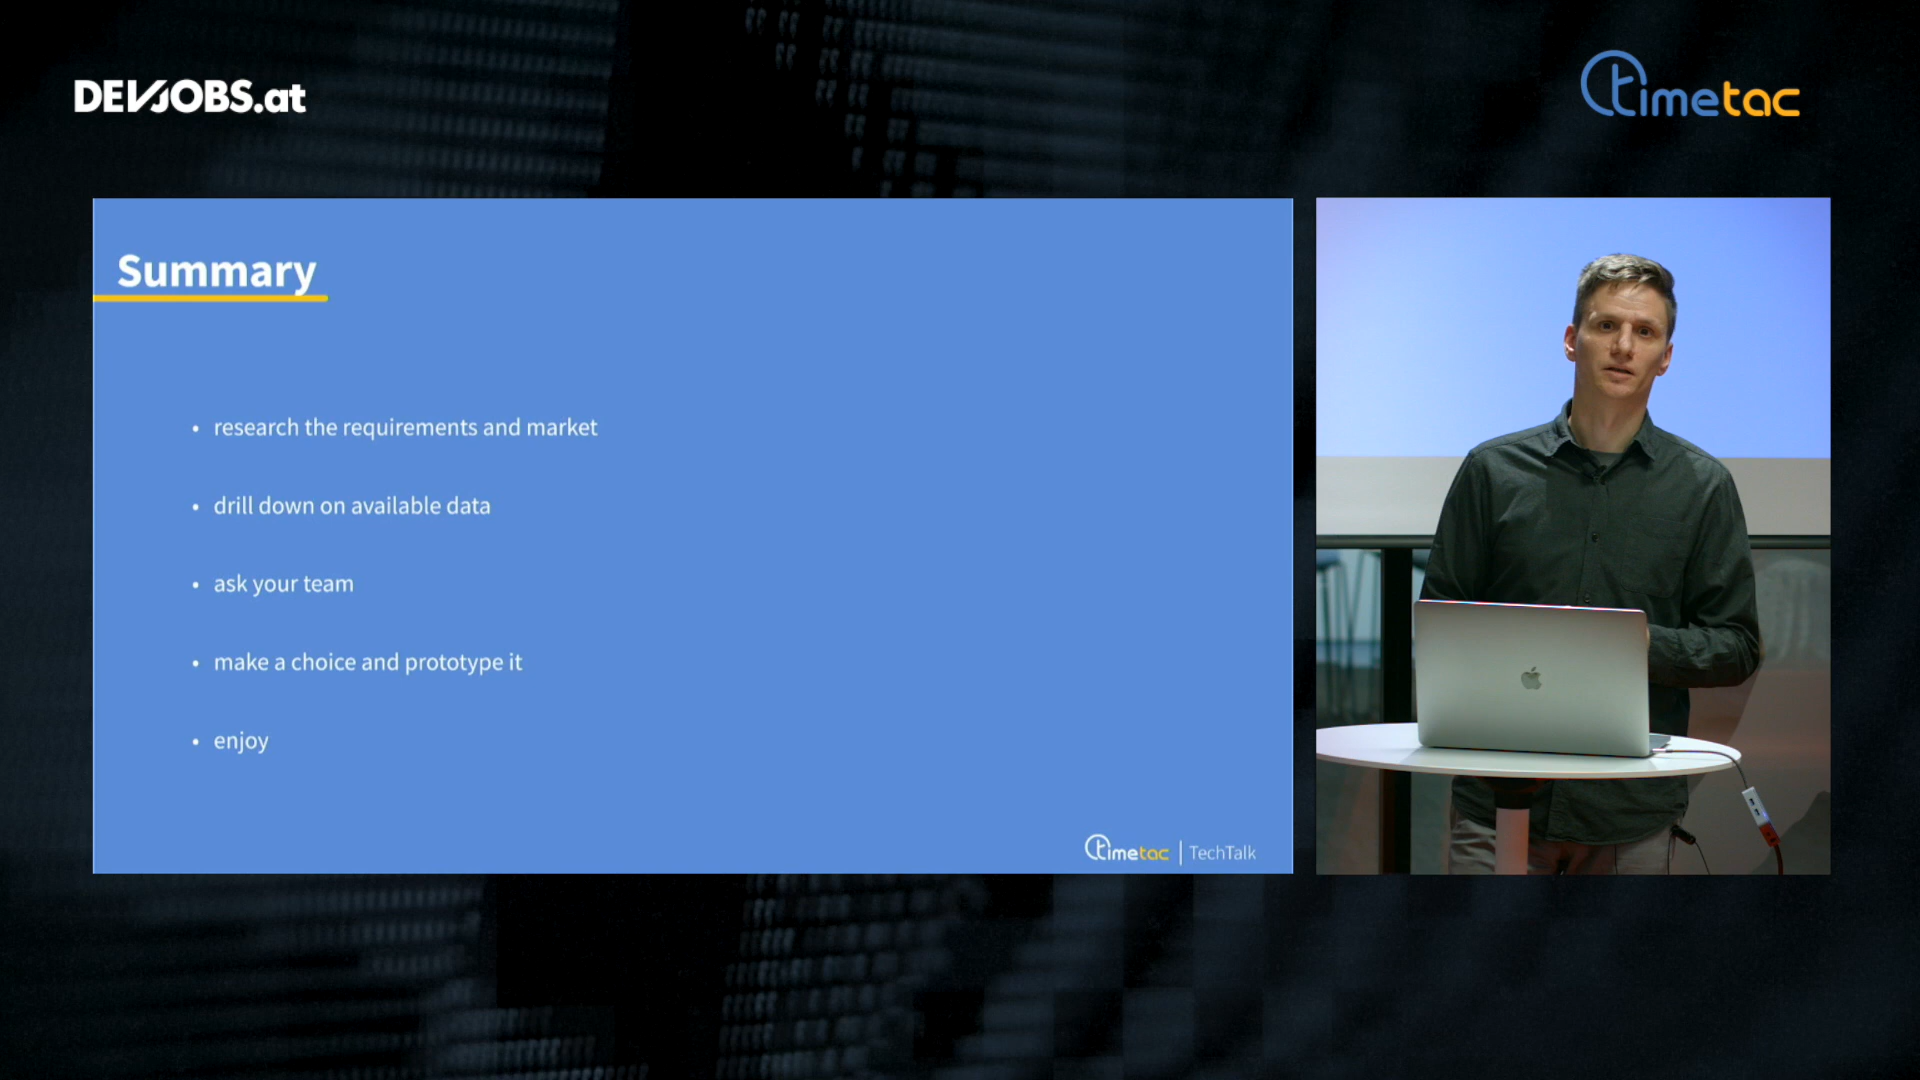 DEVJOBS.at
timetac
Summary
• research the requirements and market
• drill down on available data
• ask your team
• make a choice and prototype it
• enjoy
timetac | TechTalk